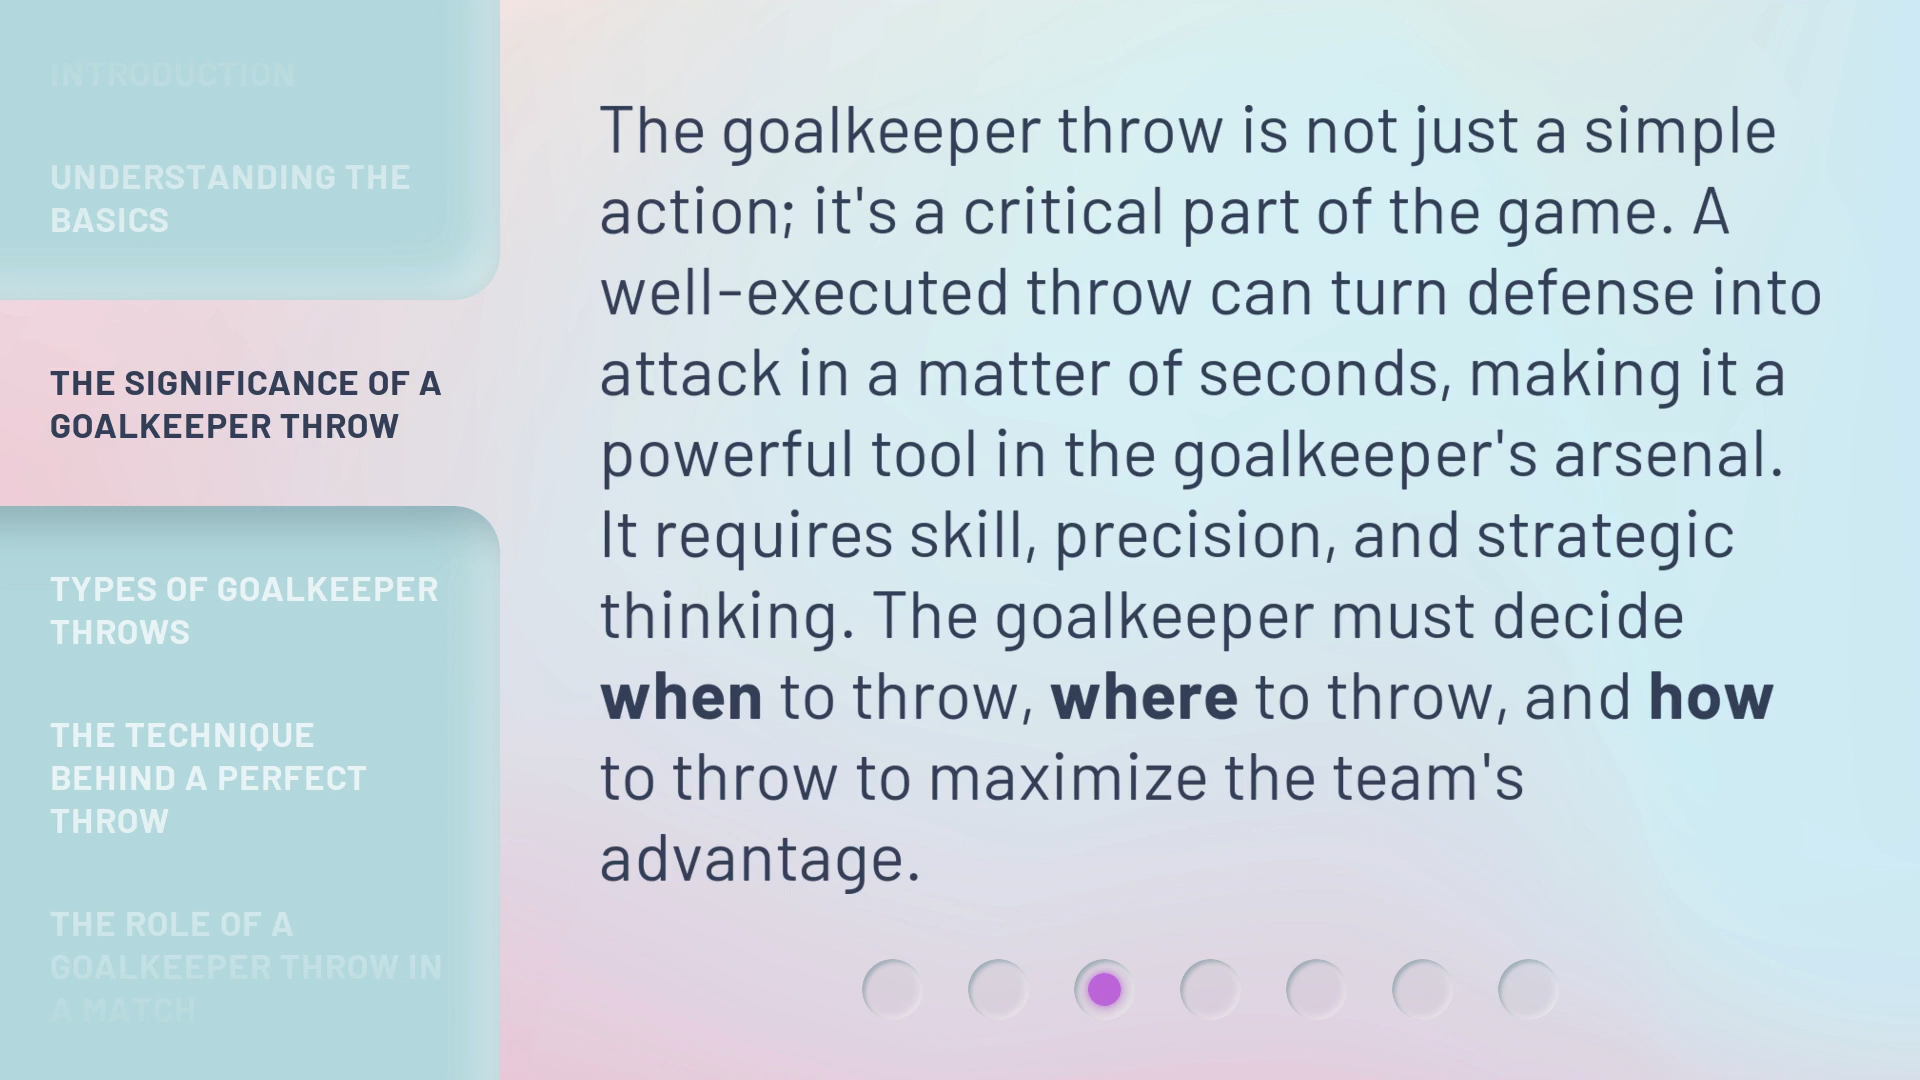 INTRODUCTION
UNDERSTANDING THE
BASICS
THE SIGNIFICANCE OF A
GOALKEEPER THROW
TYPES OF GOALKEEPER
THROWS
THE TECHNIQUE
BEHIND A PERFECT
THROW
THE ROLE OF A
GOALKEEPER THROW IN
A MATCH
The goalkeeper throw is not just a simple
action; it's a critical part of the game. A
well-executed throw can turn defense into
attack in a matter of seconds, making it a
powerful tool in the goalkeeper's arsenal.
It requires skill, precision, and strategic
thinking. The goalkeeper must decide
when to throw, where to throw, and how
to throw to maximize the team's
advantage.